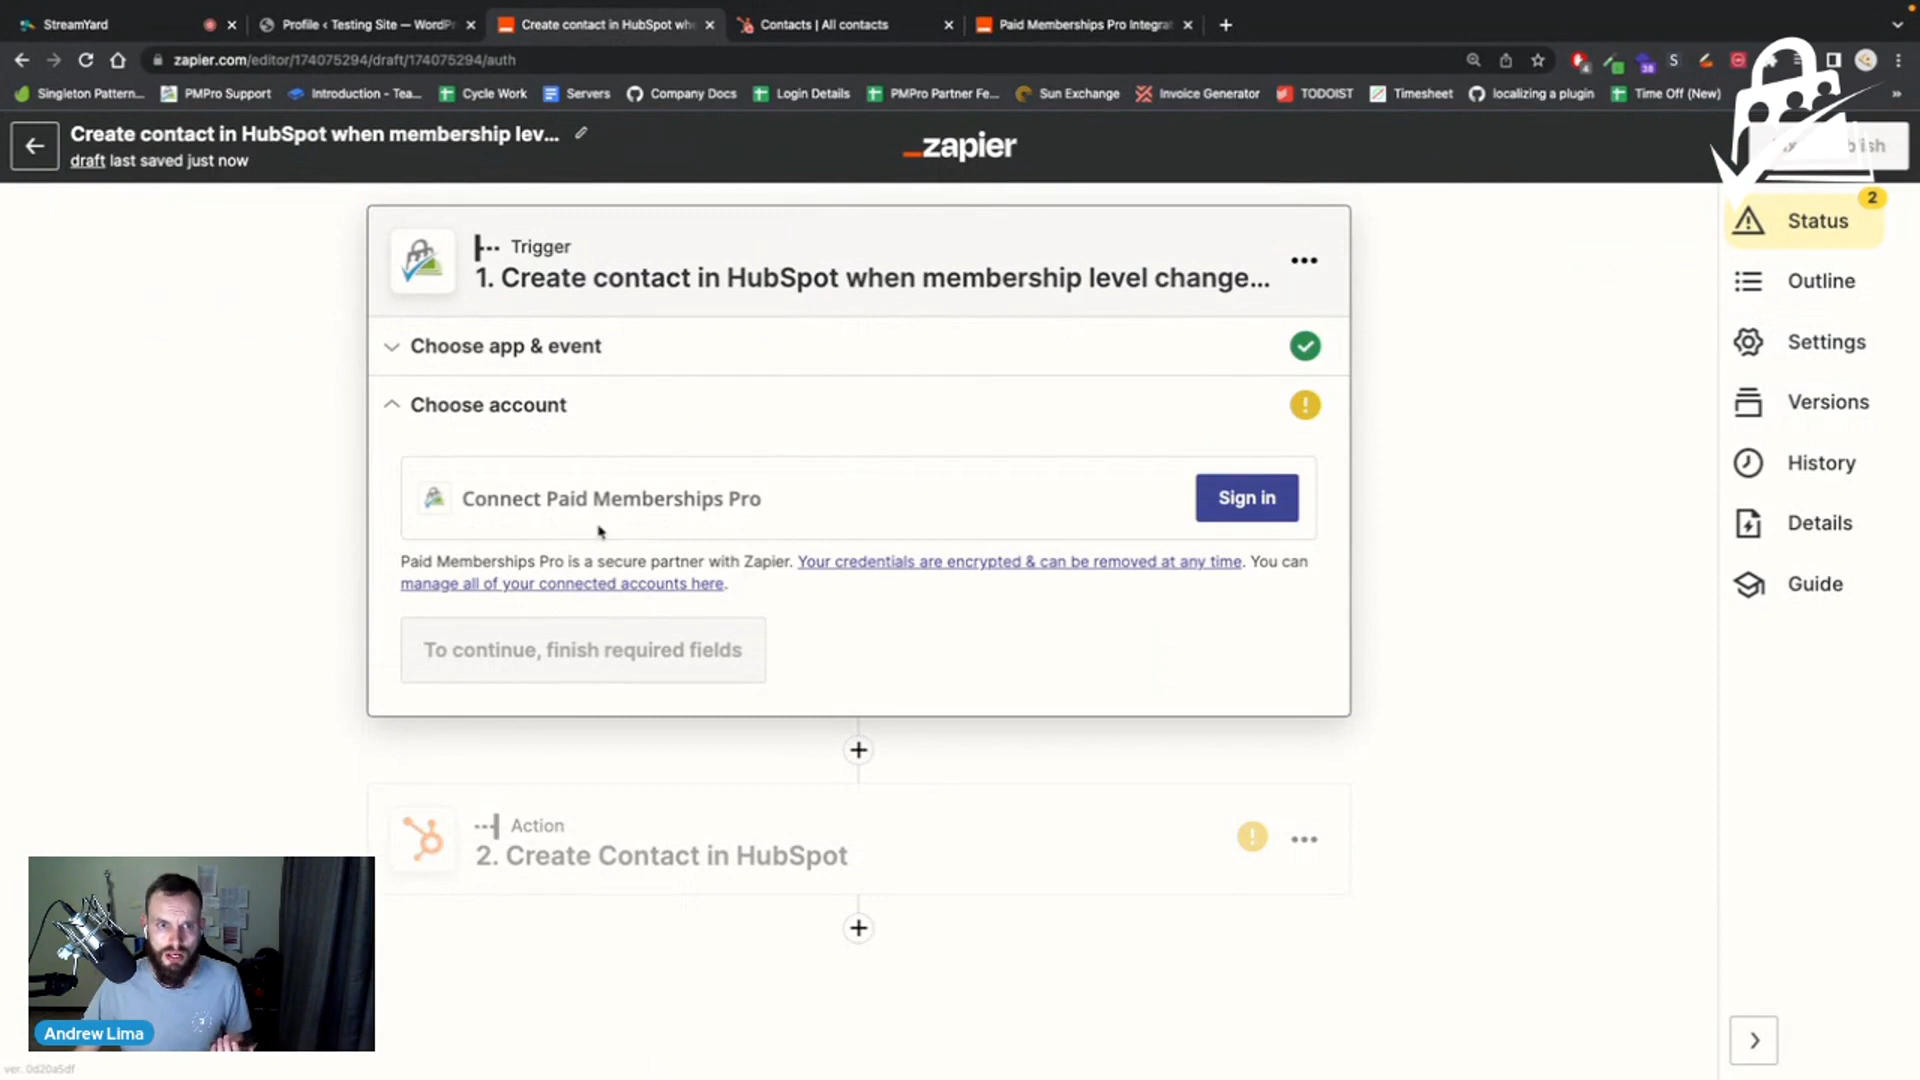 StreamYard
Profile ‹ Testing Site — WordPr
Create contact in HubSpot wh
Contacts | All contacts
Paid Memberships Pro Integrat
zapier.com/editor/174075294/draft/174075294/auth
Singleton Pattern...
PMPro Support
Introduction - Tea...
Cycle Work
Servers
Company Docs
Login Details
PMPro Partner Fe...
Sun Exchange
Invoice Generator
TODOIST
Timesheet
localizing a plugin
Time Off (New)
Create contact in HubSpot when membership lev...
draft last saved just now
_zapier
Trigger
1. Create contact in HubSpot when membership level change...
Choose app & event
Choose account
Connect Paid Memberships Pro
Sign in
Paid Memberships Pro is a secure partner with Zapier. Your credentials are encrypted & can be removed at any time. You can
manage all of your connected accounts here.
To continue, finish required fields
Action
2. Create Contact in HubSpot
2
Status
Outline
Settings
Versions
History
Details
Guide
Andrew Lima
ver. 0d20a5df